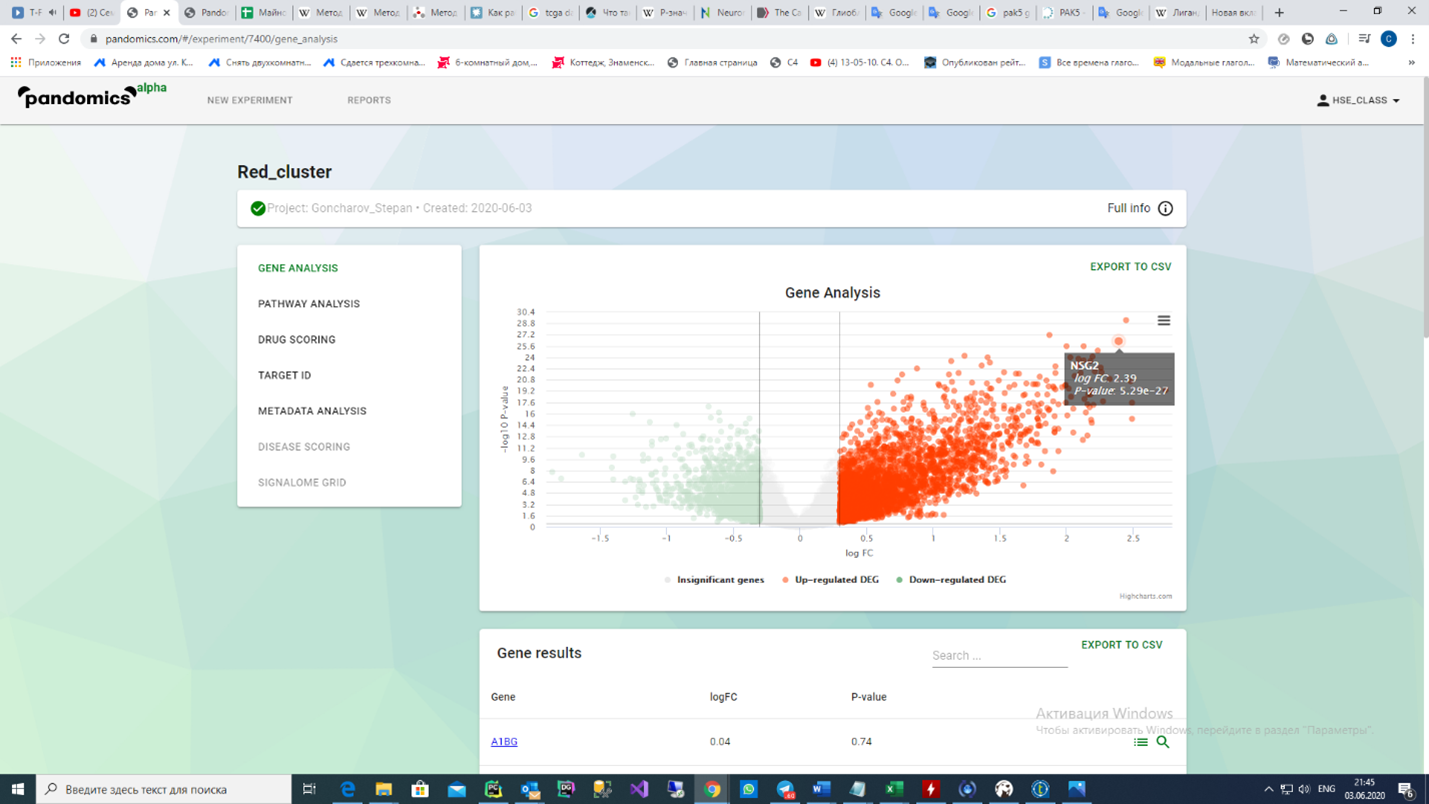 T-F
(2) Сем
Par
Pando
Майно
Метод
Метод
Метод
Как ра
tcga da
Что та
P-знач
Neuro
The Ca
Глиоб
Google
Google
pak5 g
PAK5 -
Google
Лиган
Новая вкл
pandomics.com/#/experiment/7400/gene_analysis
Приложения
Аренда дома ул. К...
Снять двухкомнатн...
Сдается трехкомна...
6-комнатный дом,...
Коттедж, Знаменск...
Главная страница
C4
(4) 13-05-10. С4. О...
Опубликован рейт...
Все времена глаго...
Модальные глагол...
Математический а...
pandomics alpha
NEW EXPERIMENT
REPORTS
HSE_CLASS
Red_cluster
Project: Goncharov_Stepan • Created: 2020-06-03
Full info
GENE ANALYSIS
PATHWAY ANALYSIS
DRUG SCORING
TARGET ID
METADATA ANALYSIS
DISEASE SCORING
SIGNALOME GRID
EXPORT TO CSV
Gene Analysis
-log10 P-value
30.4
28.8
27.2
25.6
24
22.4
20.8
19.2
17.6
16
14.4
12.8
11.2
9.6
8
6.4
4.8
3.2
1.6
0
NSG2
log FC: 2.39
P-value: 5.29e-27
-1.5 -1 -0.5 0 0.5 1 1.5 2 2.5
log FC
Insignificant genes Up-regulated DEG Down-regulated DEG
Highcharts.com
Gene results
Search ...
EXPORT TO CSV
Gene logFC P-value
A1BG 0.04 0.74
Активация Windows
Чтобы активировать Windows, перейдите в раздел "Параметры".
Введите здесь текст для поиска
ENG
21:45
03.06.2020
6